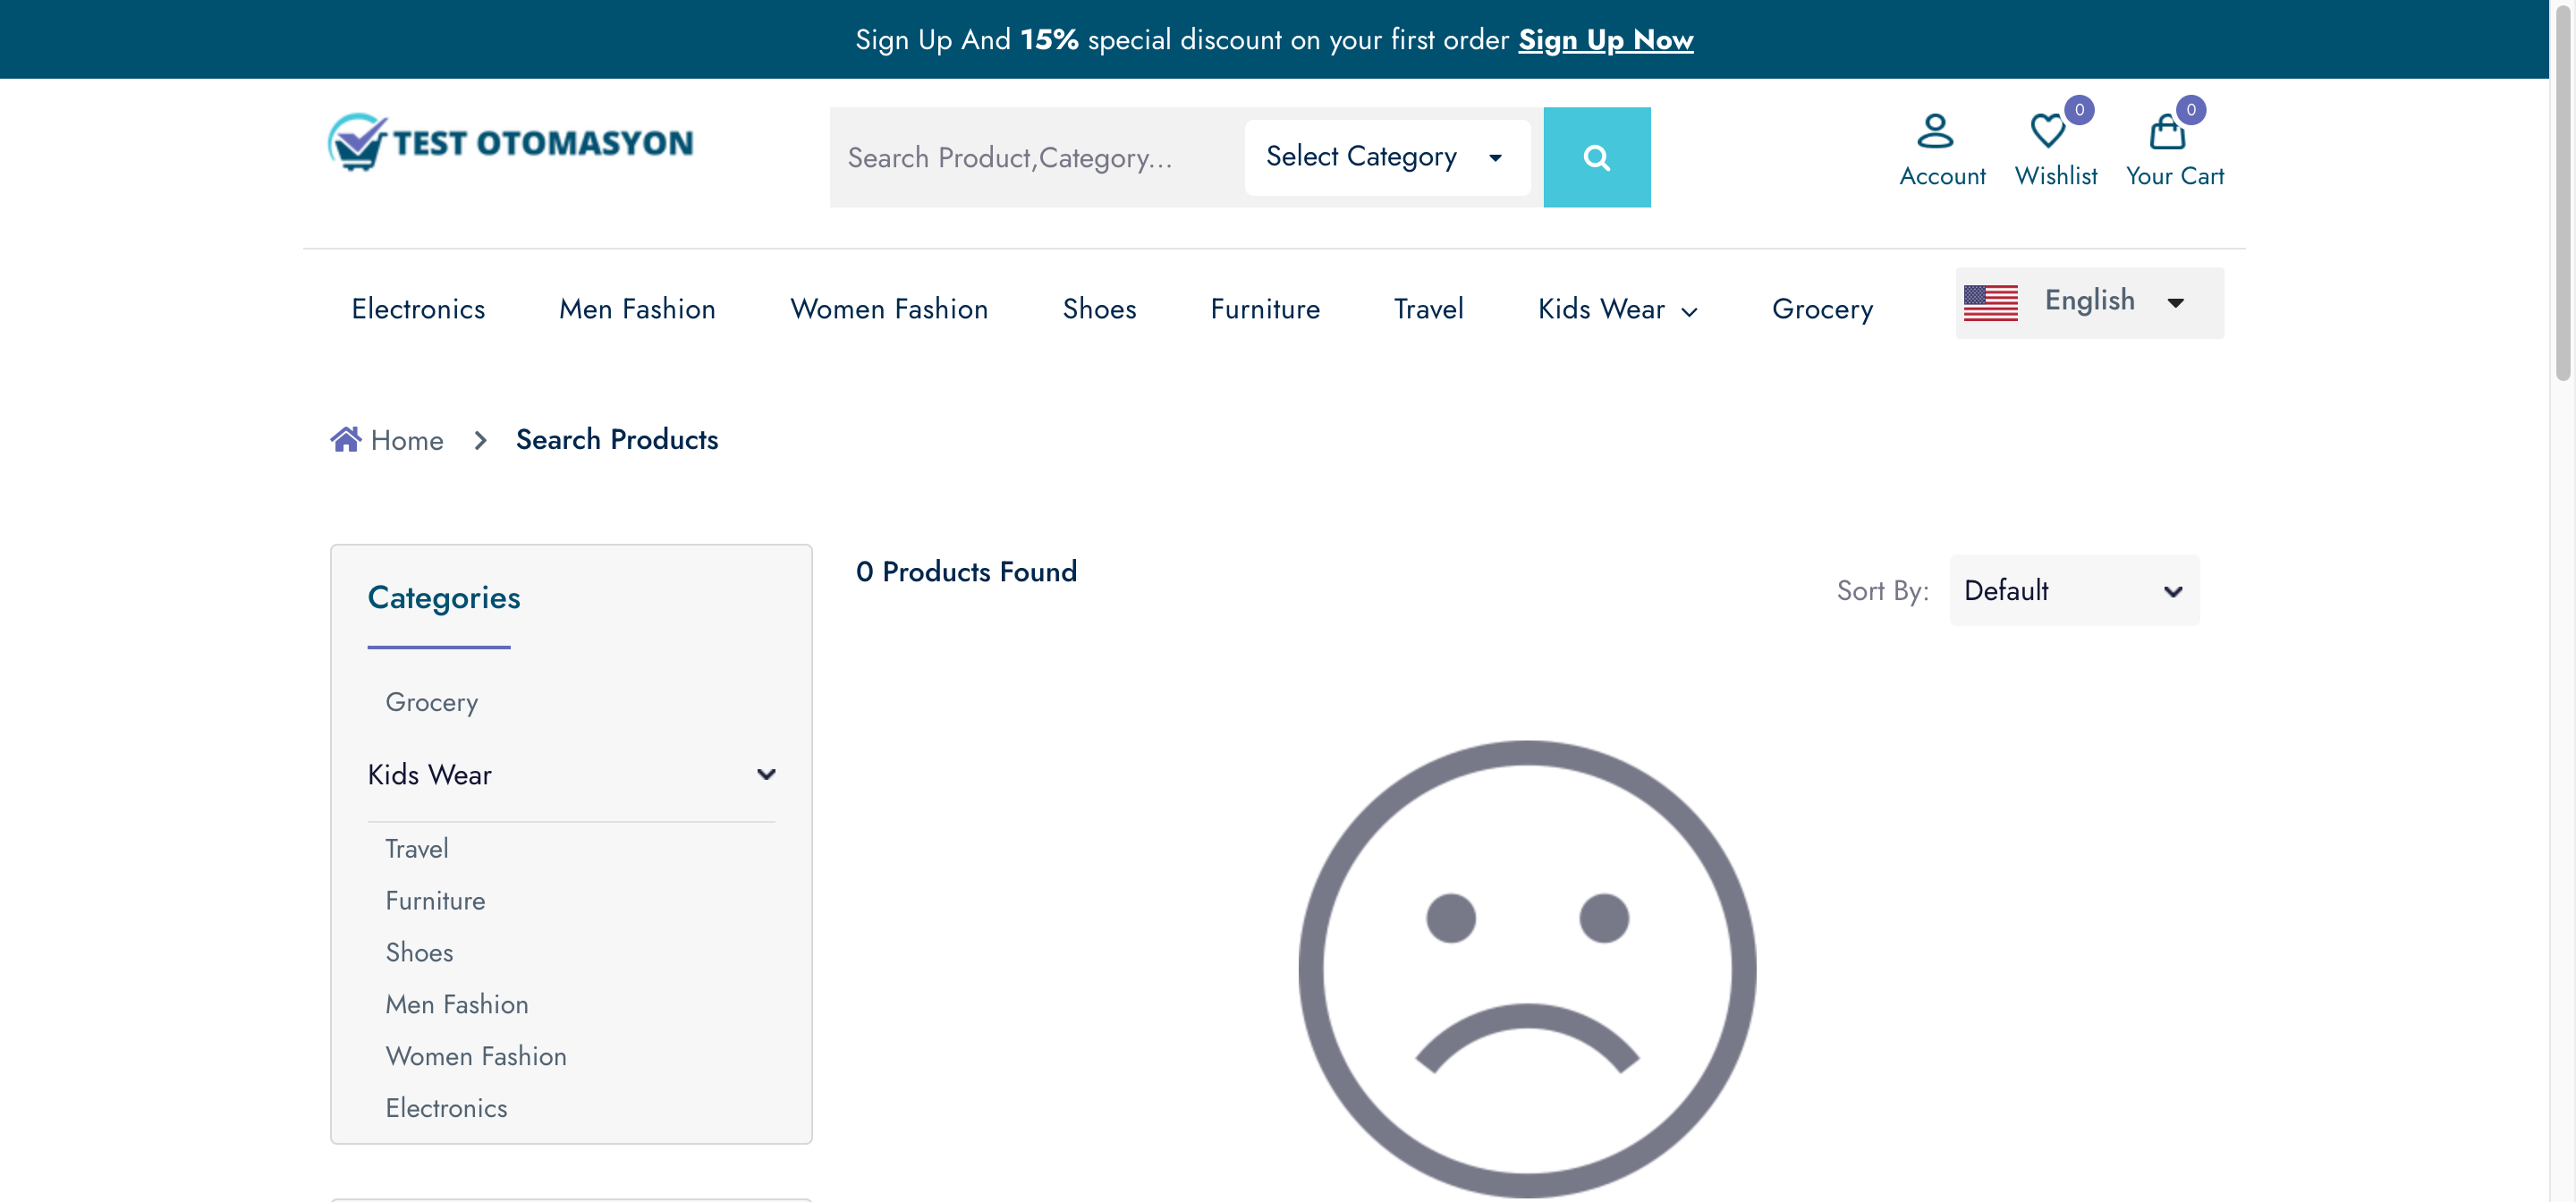 Sign Up And 15% special discount on your first order Sign Up Now
TEST OTOMASYON
Search Product,Category...
Select Category
0
0
Account
Wishlist
Your Cart
Electronics
Men Fashion
Women Fashion
Shoes
Furniture
Travel
Kids Wear
Grocery
English
Home
Search Products
Categories
Grocery
Kids Wear
Travel
Furniture
Shoes
Men Fashion
Women Fashion
Electronics
0 Products Found
Sort By:
Default